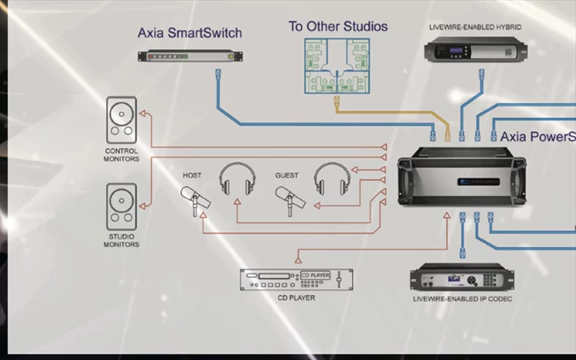 Axia SmartSwitch
To Other Studios
LIVEWIRE-ENABLED HYBRID
Axia PowerS
CONTROL
MONITORS
HOST
GUEST
STUDIO
MONITORS
CD PLAYER
CD PLAYER
LIVEWIRE-ENABLED IP CODEC